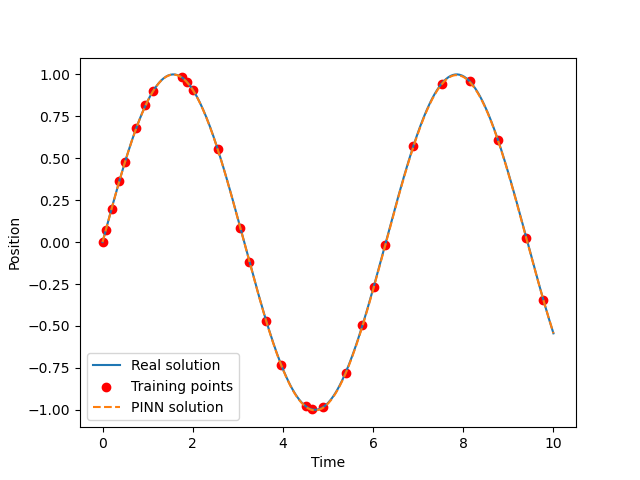 1.00
0.75
0.50
0.25
0.00
−0.25
−0.50
−0.75
−1.00
Position
Real solution
Training points
PINN solution
0 2 4 6 8 10
Time